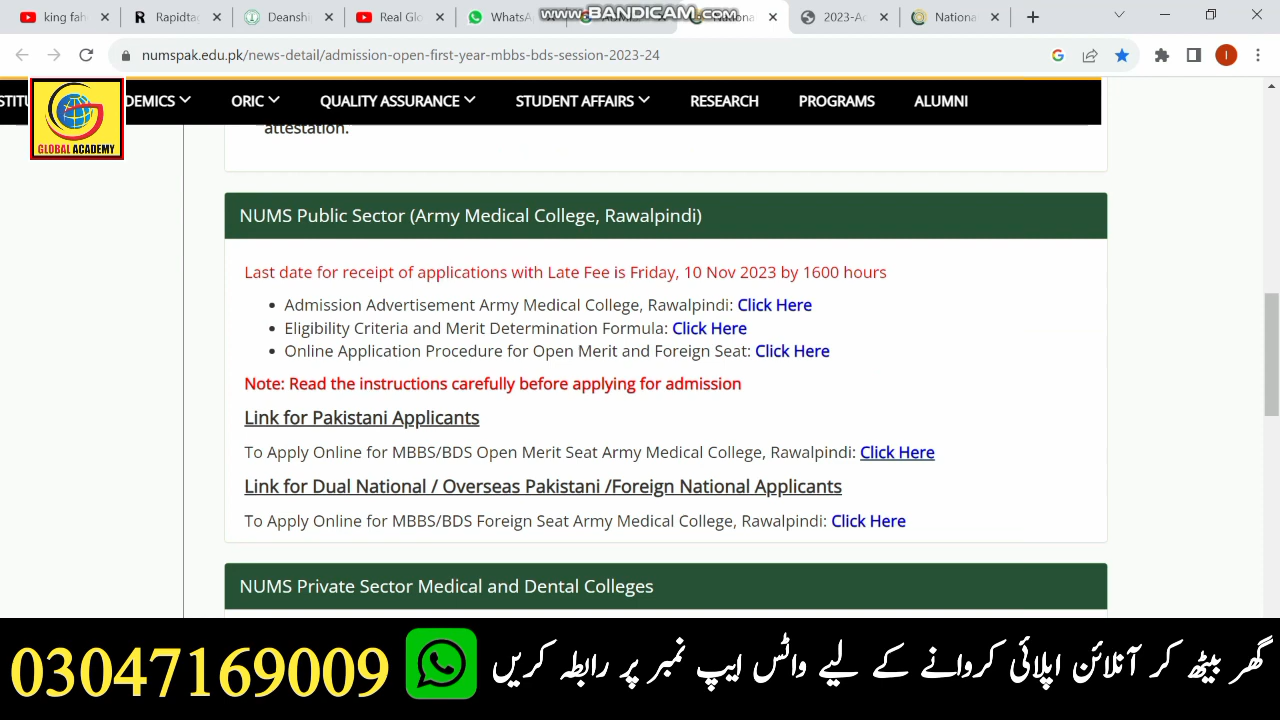 king fah
Rapidtag
Deanshi
Real Glo
WhatsA
www.BANDICAM.com
Nationa
2023-Ac
Nationa
numspak.edu.pk/news-detail/admission-open-first-year-mbbs-bds-session-2023-24
I
DEMICS ORIC QUALITY ASSURANCE STUDENT AFFAIRS RESEARCH PROGRAMS ALUMNI
GLOBAL ACADEMY
attestation.
NUMS Public Sector (Army Medical College, Rawalpindi)
Last date for receipt of applications with Late Fee is Friday, 10 Nov 2023 by 1600 hours
• Admission Advertisement Army Medical College, Rawalpindi: Click Here
• Eligibility Criteria and Merit Determination Formula: Click Here
• Online Application Procedure for Open Merit and Foreign Seat: Click Here
Note: Read the instructions carefully before applying for admission
Link for Pakistani Applicants
To Apply Online for MBBS/BDS Open Merit Seat Army Medical College, Rawalpindi: Click Here
Link for Dual National / Overseas Pakistani /Foreign National Applicants
To Apply Online for MBBS/BDS Foreign Seat Army Medical College, Rawalpindi: Click Here
NUMS Private Sector Medical and Dental Colleges
03047169009
گھر بیٹھ کر آنلائن اپلائی کروانے کے لیے واٹس ایپ نمبر پر رابطہ کریں